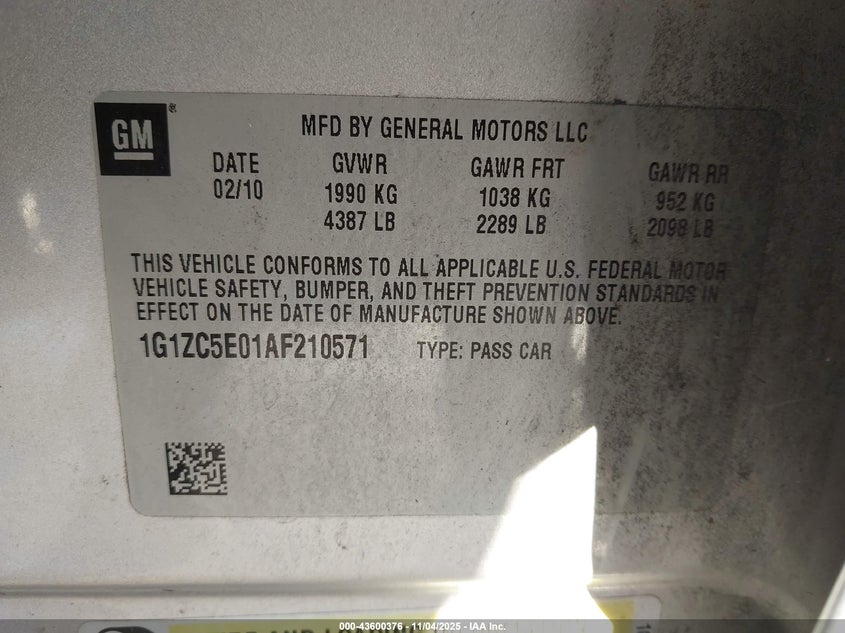 GM ®
MFD BY GENERAL MOTORS LLC
DATE GVWR GAWR FRT GAWR RR
02/10 1990 KG 1038 KG 952 KG
4387 LB 2289 LB 2098 LB
THIS VEHICLE CONFORMS TO ALL APPLICABLE U.S. FEDERAL MOTOR
VEHICLE SAFETY, BUMPER, AND THEFT PREVENTION STANDARDS IN
EFFECT ON THE DATE OF MANUFACTURE SHOWN ABOVE.
1G1ZC5E01AF210571 TYPE: PASS CAR
000-43600376 - 11/04/2025 - IAA Inc.